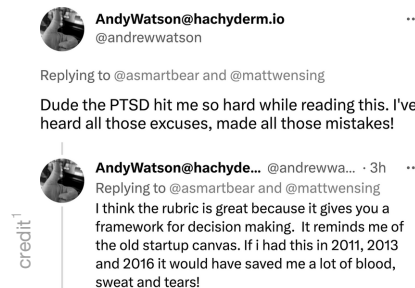 AndyWatson@hachyderm.io
@andrewwatson
Replying to @asmartbear and @mattwensing
Dude the PTSD hit me so hard while reading this. I've
heard all those excuses, made all those mistakes!
AndyWatson@hachyde... @andrewwa... · 3h
Replying to @asmartbear and @mattwensing
I think the rubric is great because it gives you a
framework for decision making.  It reminds me of
the old startup canvas. If i had this in 2011, 2013
and 2016 it would have saved me a lot of blood,
sweat and tears!
credit 1